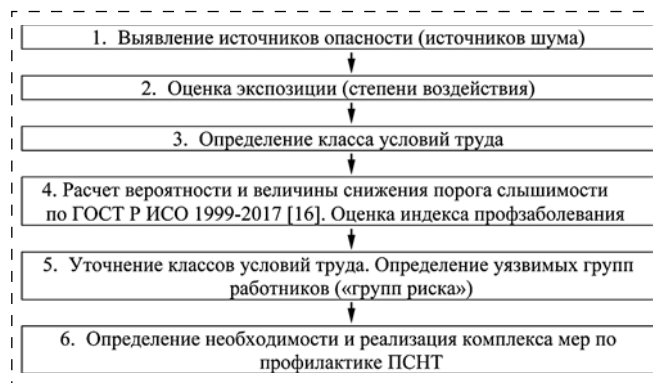 1. Выявление источников опасности (источников шума)
2. Оценка экспозиции (степени воздействия)
3. Определение класса условий труда
4. Расчет вероятности и величины снижения порога слышимости
по ГОСТ Р ИСО 1999-2017 [16]. Оценка индекса профзаболевания
5. Уточнение классов условий труда. Определение уязвимых групп
работников («групп риска»)
6. Определение необходимости и реализация комплекса мер по
профилактике ПСНТ